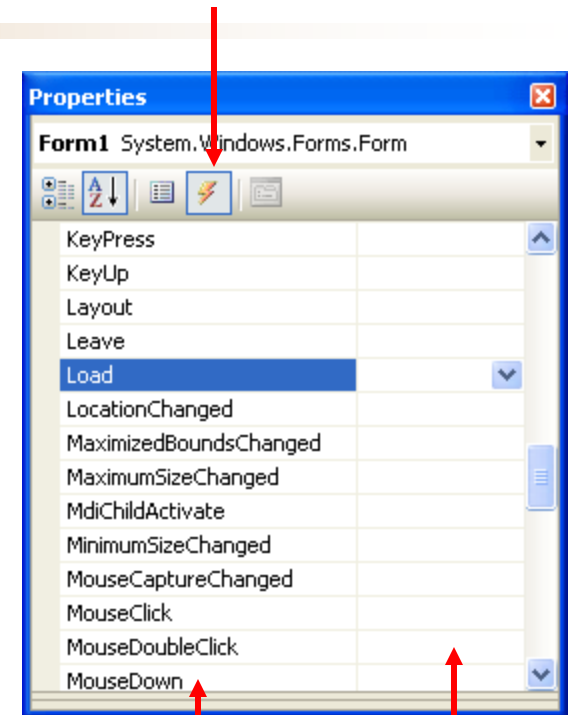 Properties
Form1 System.Windows.Forms.Form
A
Z
KeyPress
KeyUp
Layout
Leave
Load
LocationChanged
MaximizedBoundsChanged
MaximumSizeChanged
MdiChildActivate
MinimumSizeChanged
MouseCaptureChanged
MouseClick
MouseDoubleClick
MouseDown